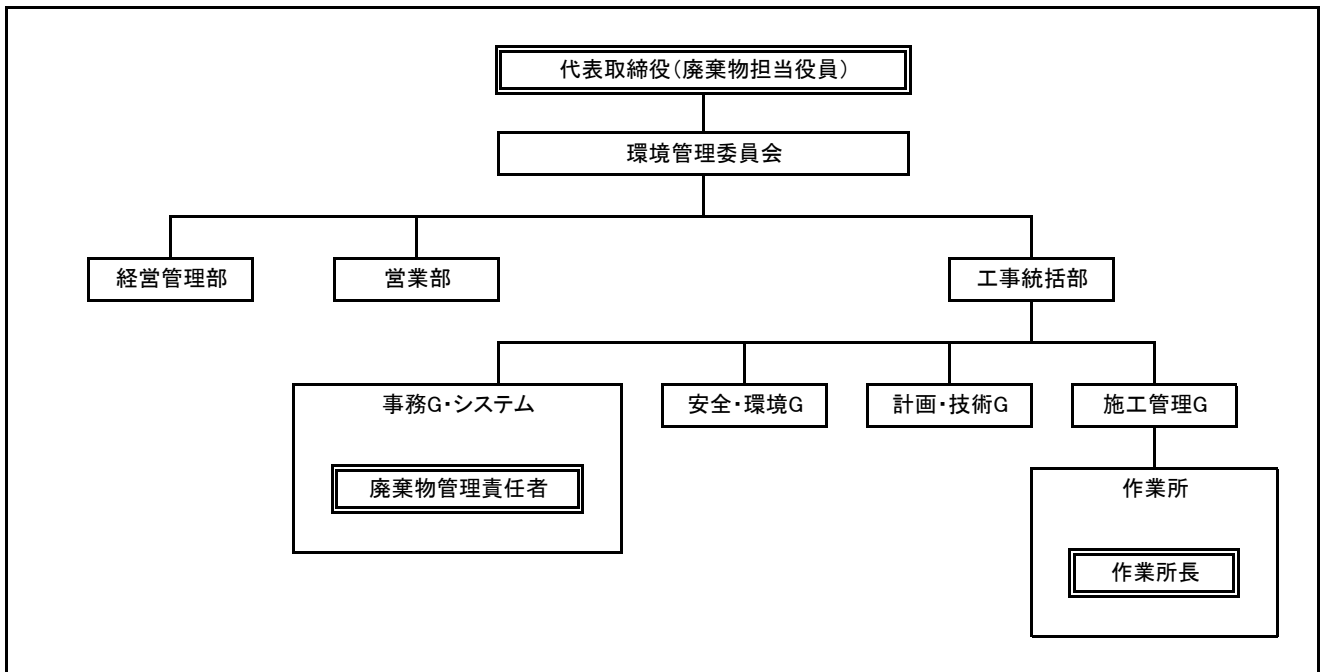 代表取締役(廃棄物担当役員)
環境管理委員会
経営管理部
営業部
工事統括部
事務G・システム
安全・環境G
計画・技術G
施工管理G
廃棄物管理責任者
作業所
作業所長